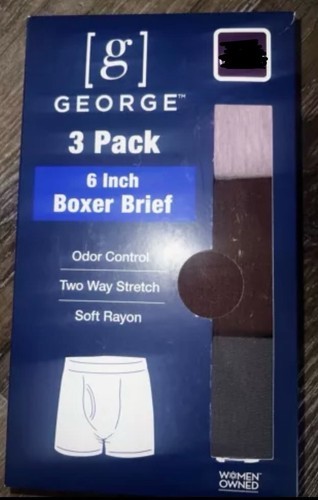 [g]
GEORGE™
3 Pack
6 Inch
Boxer Brief
Odor Control
Two Way Stretch
Soft Rayon
WOMEN
OWNED